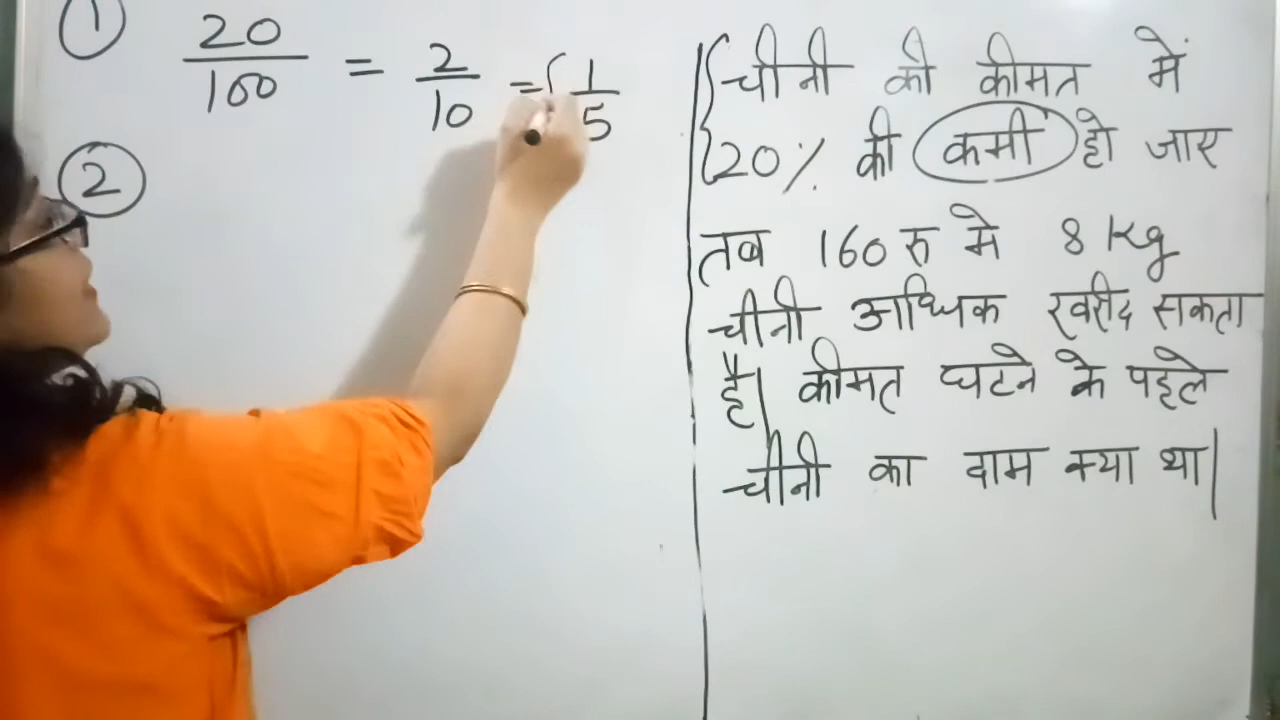 ① 20/100 = 2/10 = (1/5
②
चीनी की कीमत में
20% की कमी हो जाए
तब 160 रु मे 8 Kg
चीनी अधिक खरीद सकता
है। कीमत घटने के पहले
चीनी का दाम क्या था।